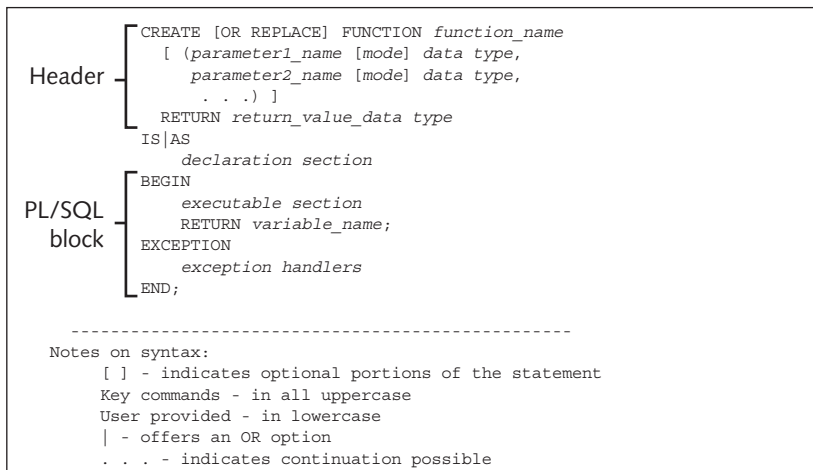 CREATE [OR REPLACE] FUNCTION function_name
[ (parameter1_name [mode] data type,
parameter2_name [mode] data type,
. . .) ]
RETURN return_value_data type
Header
IS|AS
declaration section
BEGIN
executable section
RETURN variable_name;
EXCEPTION
exception handlers
END;
PL/SQL
block
--------------------------------------------------
Notes on syntax:
[ ] - indicates optional portions of the statement
Key commands - in all uppercase
User provided - in lowercase
| - offers an OR option
. . . - indicates continuation possible